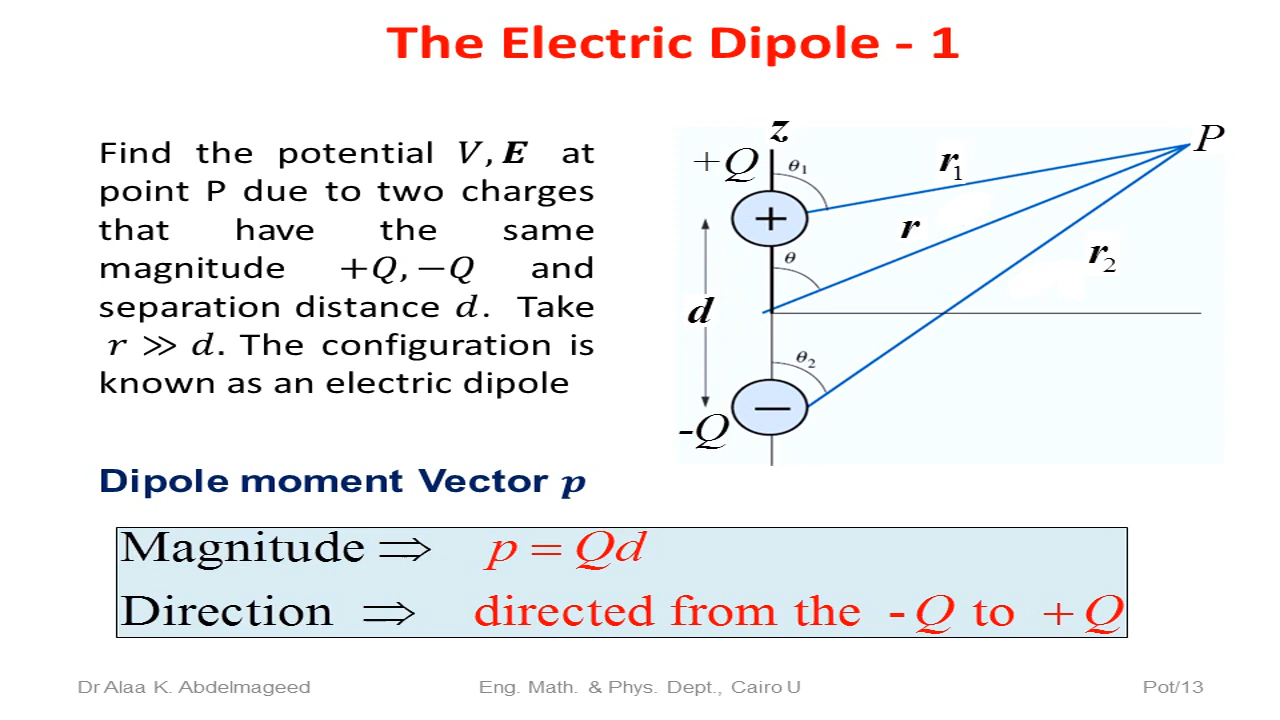 The Electric Dipole - 1
Find the potential V, E at
point P due to two charges
that have the same
magnitude +Q, −Q and
separation distance d. Take
r ≫ d. The configuration is
known as an electric dipole
z
+Q
θ1
r1
P
+
r
θ
r2
d
θ2
−
-Q
Dipole moment Vector p
Magnitude ⇒ p = Qd
Direction ⇒ directed from the -Q to +Q
Dr Alaa K. Abdelmageed Eng. Math. & Phys. Dept., Cairo U Pot/13